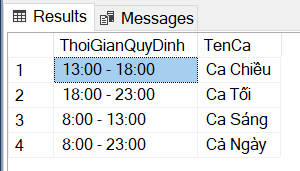 Results Messages
ThoiGianQuyDinh TenCa
1 13:00 - 18:00 Ca Chiều
2 18:00 - 23:00 Ca Tối
3 8:00 - 13:00 Ca Sáng
4 8:00 - 23:00 Cả Ngày